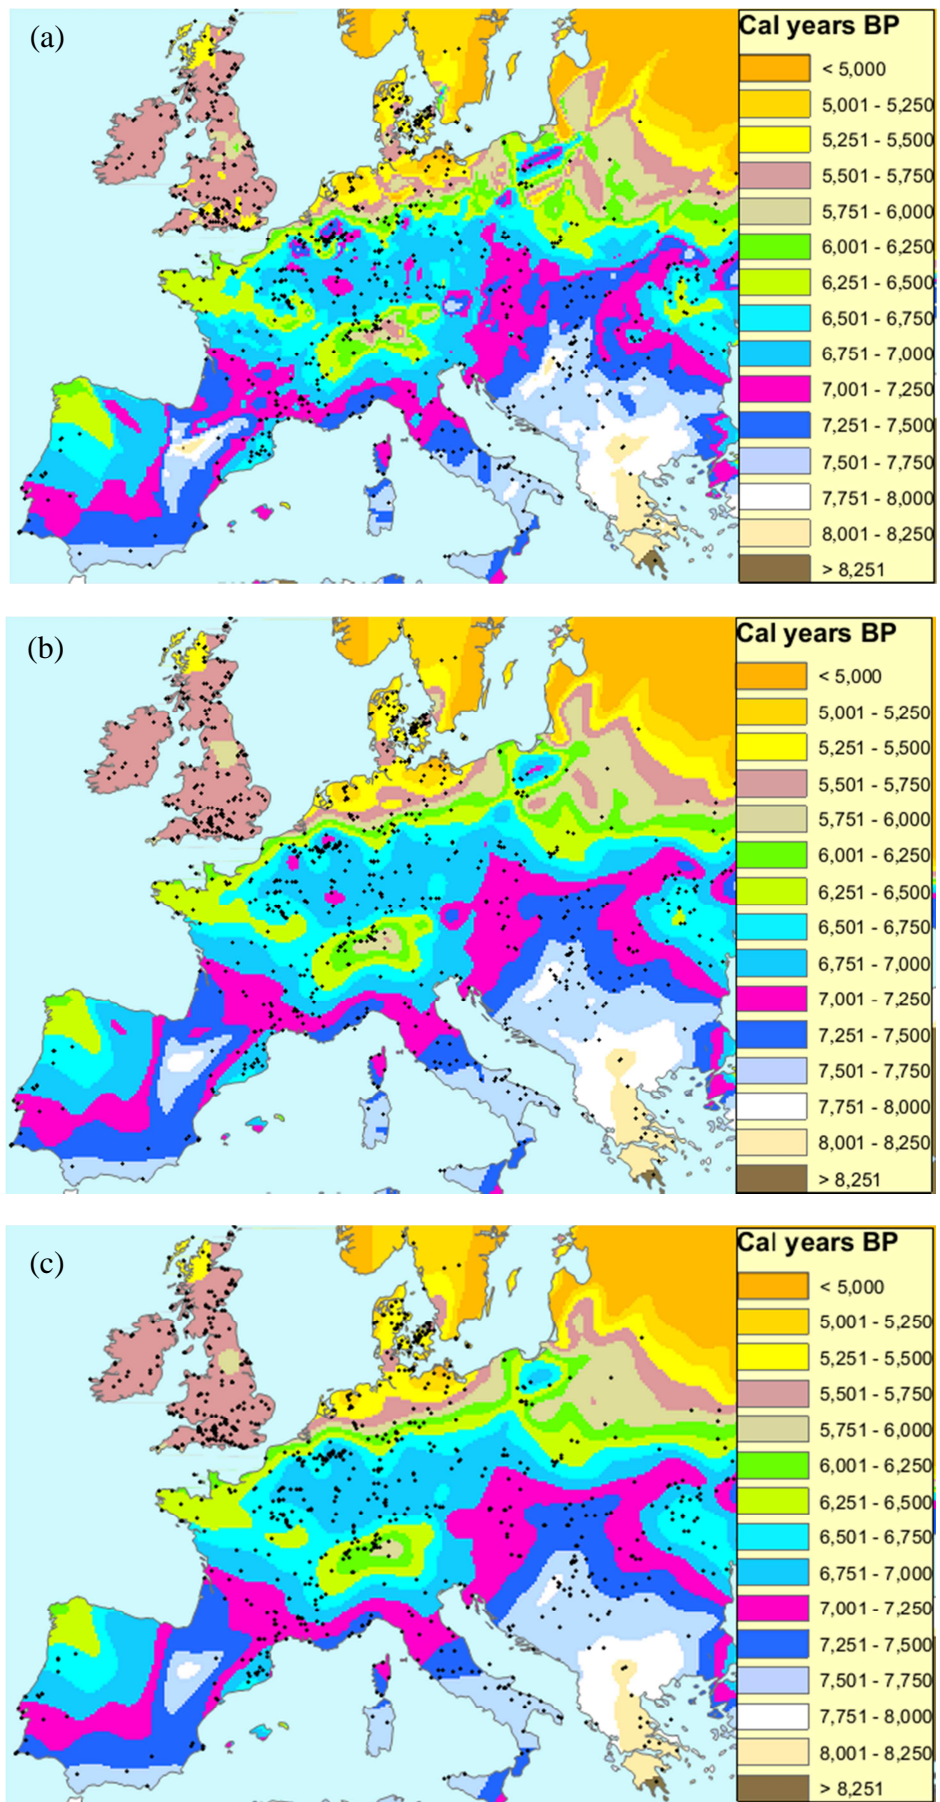 (a)
Cal years BP
< 5,000
5,001 - 5,250
5,251 - 5,500
5,501 - 5,750
5,751 - 6,000
6,001 - 6,250
6,251 - 6,500
6,501 - 6,750
6,751 - 7,000
7,001 - 7,250
7,251 - 7,500
7,501 - 7,750
7,751 - 8,000
8,001 - 8,250
> 8,251
(b)
Cal years BP
< 5,000
5,001 - 5,250
5,251 - 5,500
5,501 - 5,750
5,751 - 6,000
6,001 - 6,250
6,251 - 6,500
6,501 - 6,750
6,751 - 7,000
7,001 - 7,250
7,251 - 7,500
7,501 - 7,750
7,751 - 8,000
8,001 - 8,250
> 8,251
(c)
Cal years BP
< 5,000
5,001 - 5,250
5,251 - 5,500
5,501 - 5,750
5,751 - 6,000
6,001 - 6,250
6,251 - 6,500
6,501 - 6,750
6,751 - 7,000
7,001 - 7,250
7,251 - 7,500
7,501 - 7,750
7,751 - 8,000
8,001 - 8,250
> 8,251